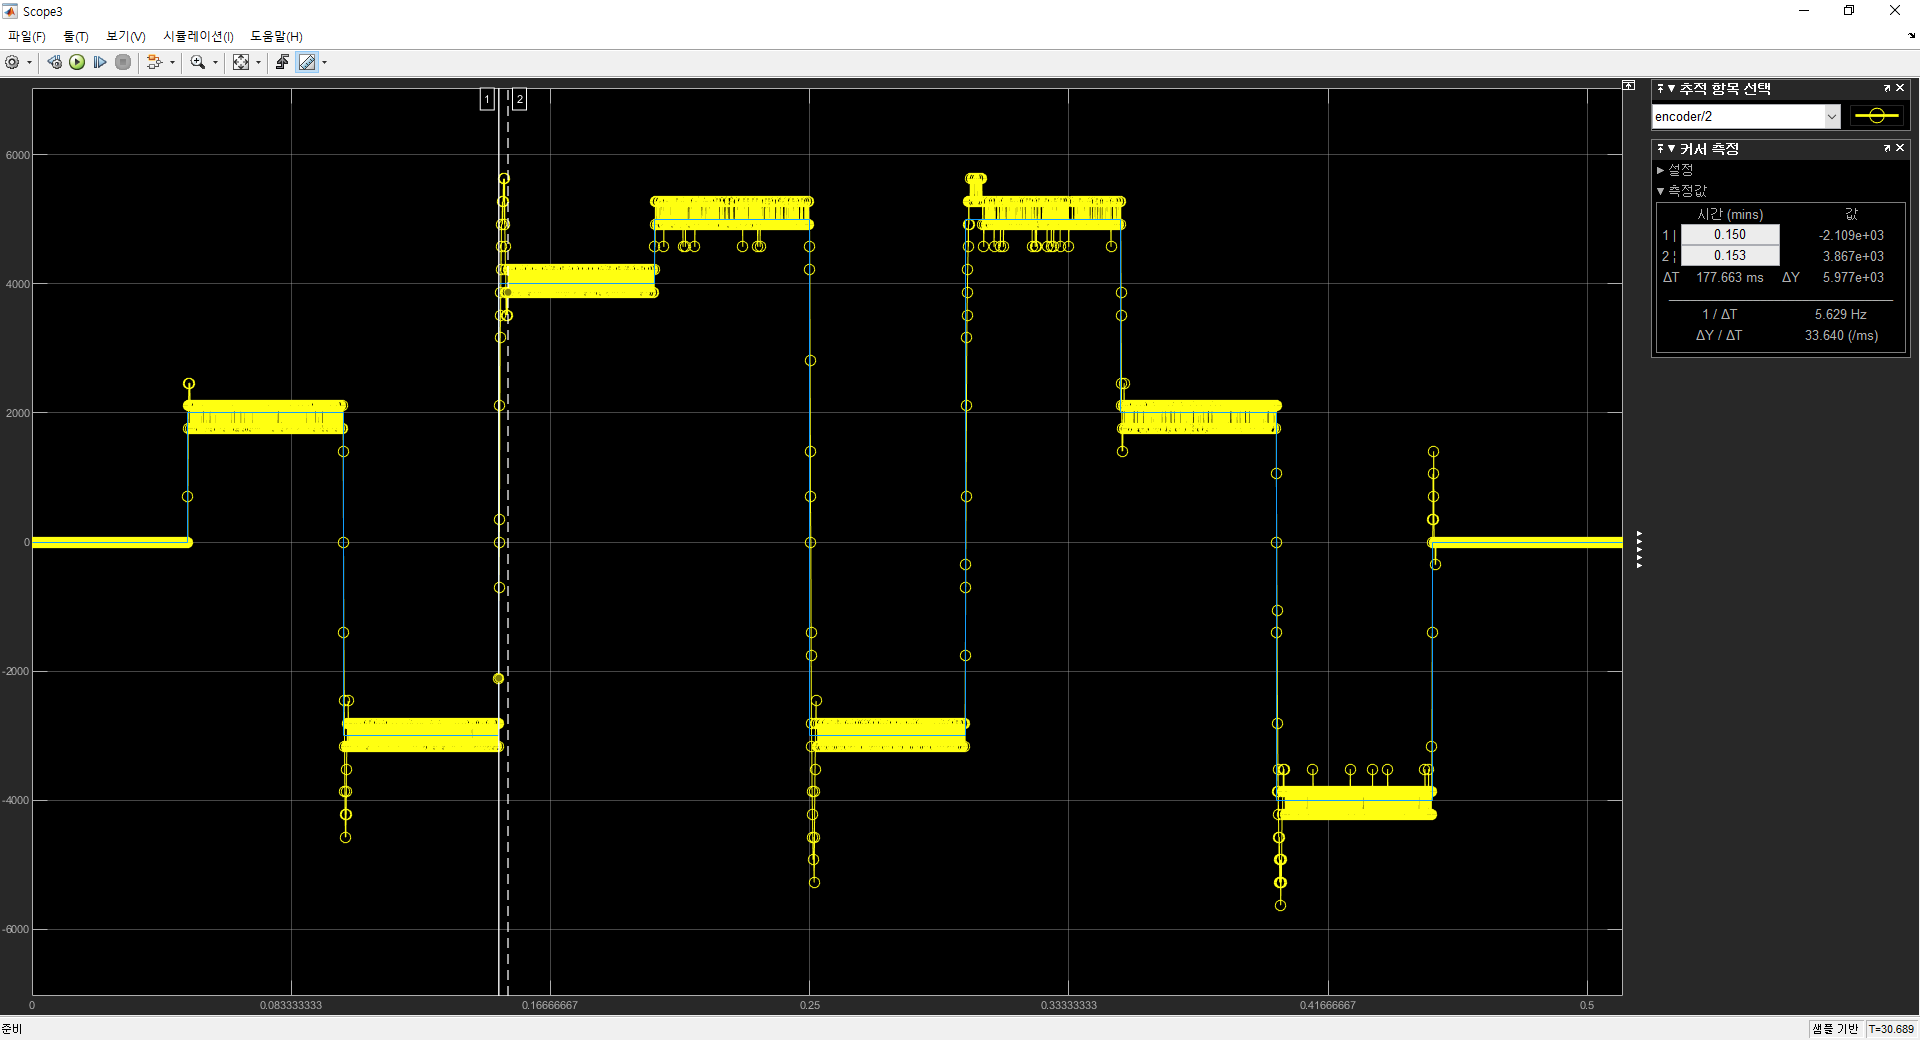 Scope3
파일(F) 툴(T) 보기(V) 시뮬레이션(I) 도움말(H)
1 2
6000
4000
2000
0
-2000
-4000
-6000
0 0.083333333 0.16666667 0.25 0.33333333 0.41666667 0.5
추적 항목 선택
encoder/2
커서 측정
설정
측정값
시간 (mins) 값
1 | 0.150 -2.109e+03
2 ¦ 0.153 3.867e+03
ΔT 177.663 ms ΔY 5.977e+03
1 / ΔT 5.629 Hz
ΔY / ΔT 33.640 (/ms)
준비 샘플 기반 T=30.689